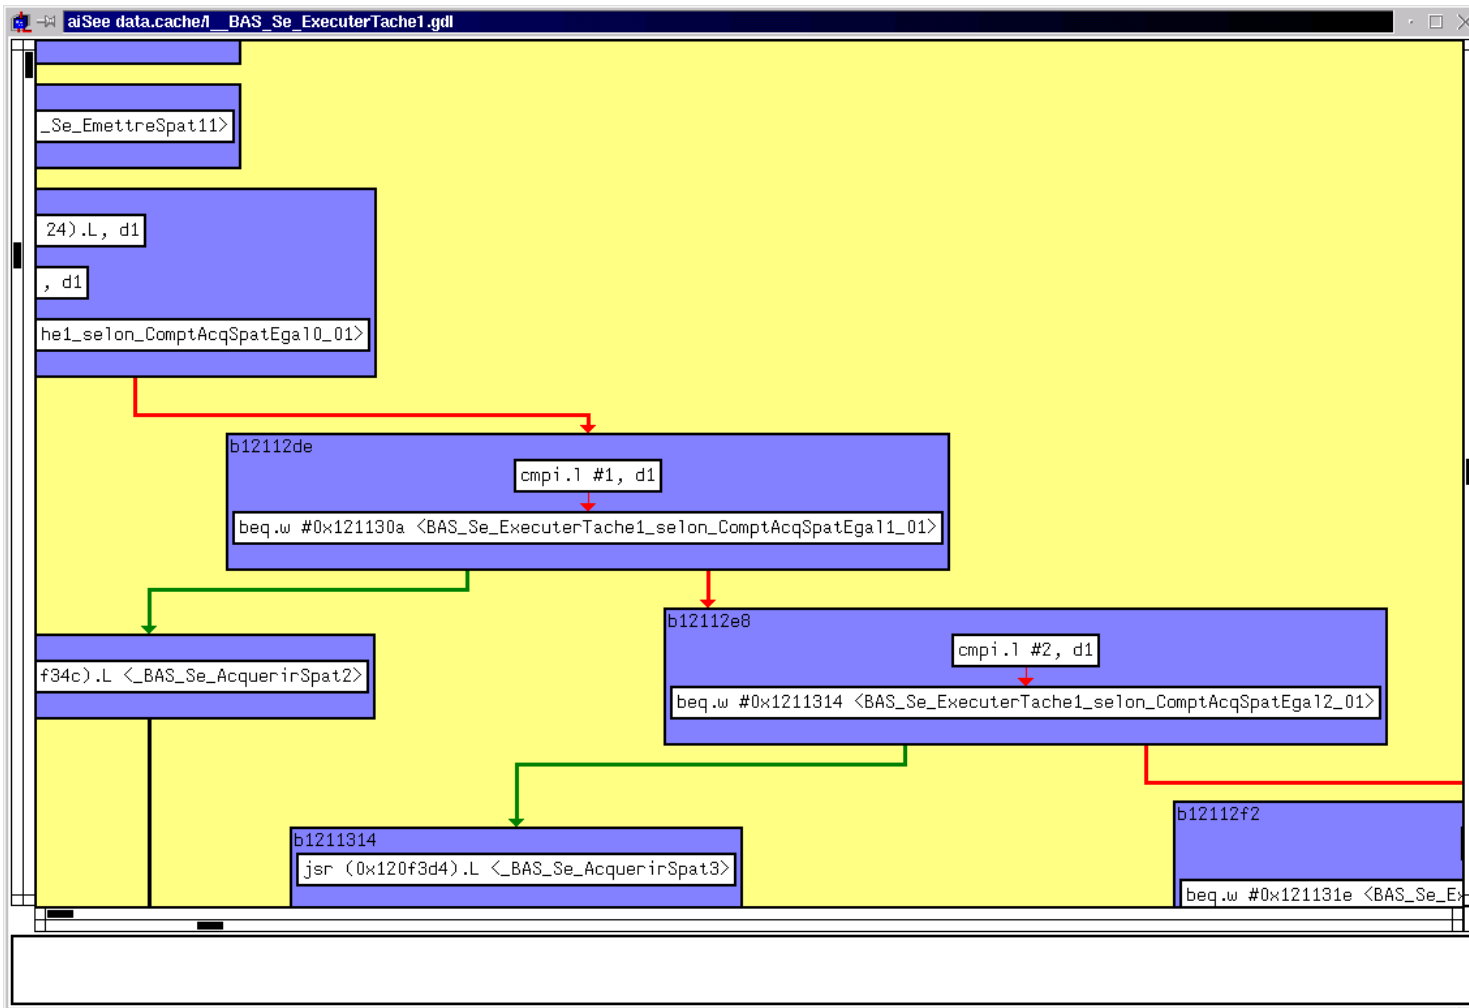 aiSee data.cache/l__BAS_Se_ExecuterTache1.gdl
_Se_EmettreSpat11>
24).L, d1
, d1
he1_selon_ComptAcqSpatEgal0_01>
b12112de
cmpi.l #1, d1
beq.w #0x121130a <BAS_Se_ExecuterTache1_selon_ComptAcqSpatEgal1_01>
b12112e8
cmpi.l #2, d1
f34c).L <_BAS_Se_AcquerirSpat2>
beq.w #0x1211314 <BAS_Se_ExecuterTache1_selon_ComptAcqSpatEgal2_01>
b12112f2
b1211314
jsr (0x120f3d4).L <_BAS_Se_AcquerirSpat3>
beq.w #0x121131e <BAS_Se_Ex